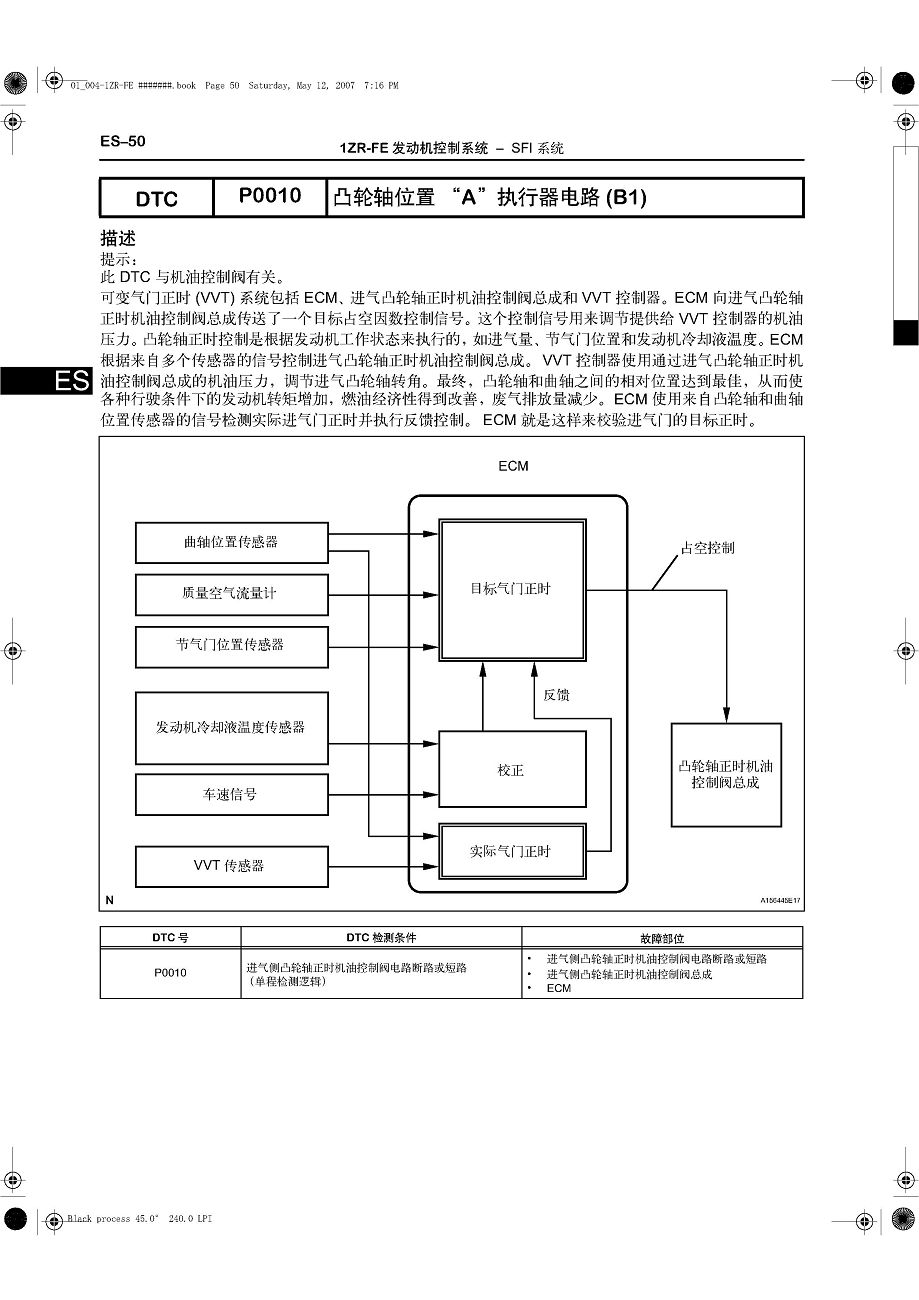 01_004-1ZR-FE #######.book Page 50 Saturday, May 12, 2007 7:16 PM
ES–50
1ZR-FE 发动机控制系统 – SFI 系统
DTC P0010 凸轮轴位置 “A”执行器电路 (B1)
描述
提示：
此 DTC 与机油控制阀有关。
可变气门正时 (VVT) 系统包括 ECM、进气凸轮轴正时机油控制阀总成和 VVT 控制器。ECM 向进气凸轮轴
正时机油控制阀总成传送了一个目标占空因数控制信号。这个控制信号用来调节提供给 VVT 控制器的机油
压力。凸轮轴正时控制是根据发动机工作状态来执行的，如进气量、节气门位置和发动机冷却液温度。ECM
根据来自多个传感器的信号控制进气凸轮轴正时机油控制阀总成。 VVT 控制器使用通过进气凸轮轴正时机
ES
油控制阀总成的机油压力，调节进气凸轮轴转角。最终，凸轮轴和曲轴之间的相对位置达到最佳，从而使
各种行驶条件下的发动机转矩增加，燃油经济性得到改善，废气排放量减少。ECM 使用来自凸轮轴和曲轴
位置传感器的信号检测实际进气门正时并执行反馈控制。 ECM 就是这样来校验进气门的目标正时。
ECM
曲轴位置传感器
占空控制
质量空气流量计
目标气门正时
节气门位置传感器
反馈
发动机冷却液温度传感器
校正
凸轮轴正时机油
控制阀总成
车速信号
实际气门正时
VVT 传感器
N
A156445E17
DTC 号 DTC 检测条件 故障部位
P0010
进气侧凸轮轴正时机油控制阀电路断路或短路
（单程检测逻辑）
• 进气侧凸轮轴正时机油控制阀电路断路或短路
• 进气侧凸轮轴正时机油控制阀总成
• ECM
Black process 45.0° 240.0 LPI